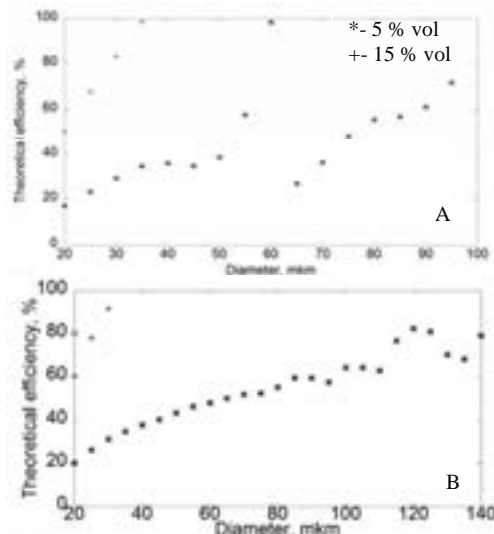 100
80
60
40
20
0
Theoretical efficiency, %
*- 5 % vol
+- 15 % vol
A
20 30 40 50 60 70 80 90 100
Diameter, mkm
100
80
60
40
20
0
Theoretical efficiency, %
B
20 40 60 80 100 120 140
Diameter, mkm